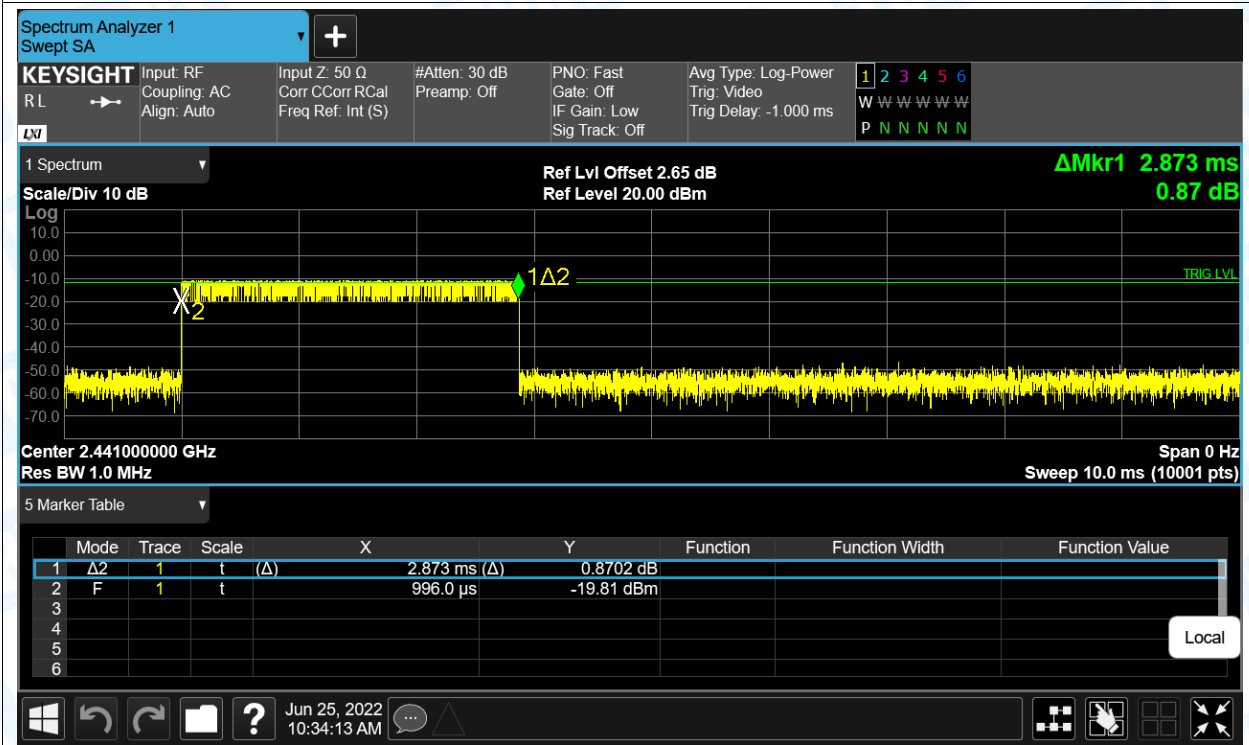 Spectrum Analyzer 1
Swept SA
+
KEYSIGHT Input: RF Input Z: 50 Ω #Atten: 30 dB PNO: Fast Avg Type: Log-Power 1 2 3 4 5 6
R L Coupling: AC Corr CCorr RCal Preamp: Off Gate: Off Trig: Video W W W W W W
Align: Auto Freq Ref: Int (S) IF Gain: Low Trig Delay: -1.000 ms
LXI Sig Track: Off P N N N N N
1 Spectrum Ref Lvl Offset 2.65 dB ΔMkr1 2.873 ms
Scale/Div 10 dB Ref Level 20.00 dBm 0.87 dB
Log
10.0
0.00
-10.0 1Δ2 TRIG LVL
-20.0 2
-30.0
-40.0
-50.0
-60.0
-70.0
Center 2.441000000 GHz Span 0 Hz
Res BW 1.0 MHz Sweep 10.0 ms (10001 pts)
5 Marker Table
Mode Trace Scale X Y Function Function Width Function Value
1 Δ2 1 t (Δ) 2.873 ms (Δ) 0.8702 dB
2 F 1 t 996.0 µs -19.81 dBm
3
4
5
6
Local
? Jun 25, 2022
10:34:13 AM